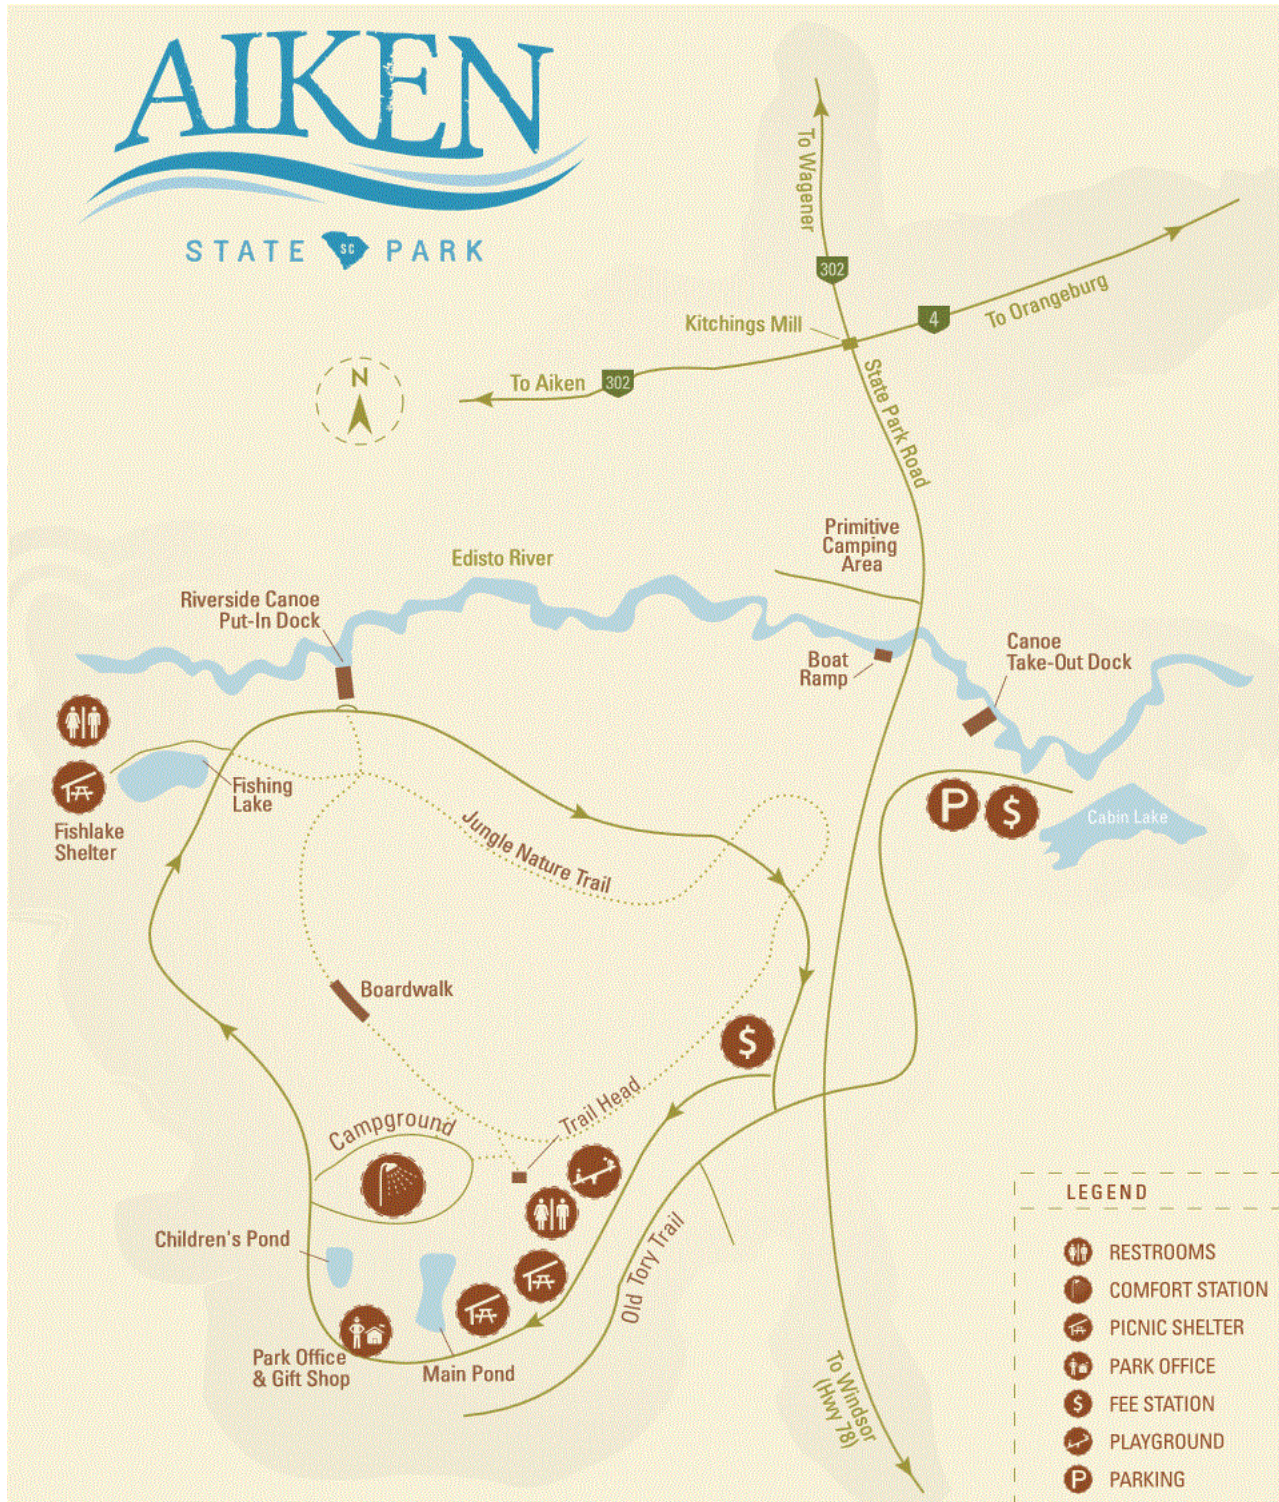 AIKEN
STATE SC PARK
To Wagener
302
Kitchings Mill
4
To Orangeburg
To Aiken
302
N
State Park Road
Primitive
Camping
Area
Edisto River
Riverside Canoe
Put-In Dock
Boat
Ramp
Canoe
Take-Out Dock
Fishing
Lake
Fishlake
Shelter
P
$
Cabin Lake
Jungle Nature Trail
Boardwalk
$
Trail Head
Campground
Children's Pond
Old Tory Trail
Park Office
& Gift Shop
Main Pond
To Windsor
(Hwy 78)
LEGEND
RESTROOMS
COMFORT STATION
PICNIC SHELTER
PARK OFFICE
$ FEE STATION
PLAYGROUND
P PARKING